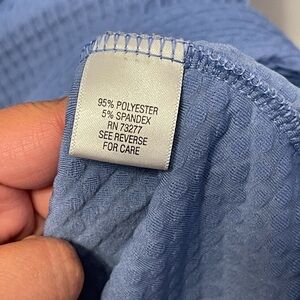 95% POLYESTER
5% SPANDEX
RN 73277
SEE REVERSE
FOR CARE